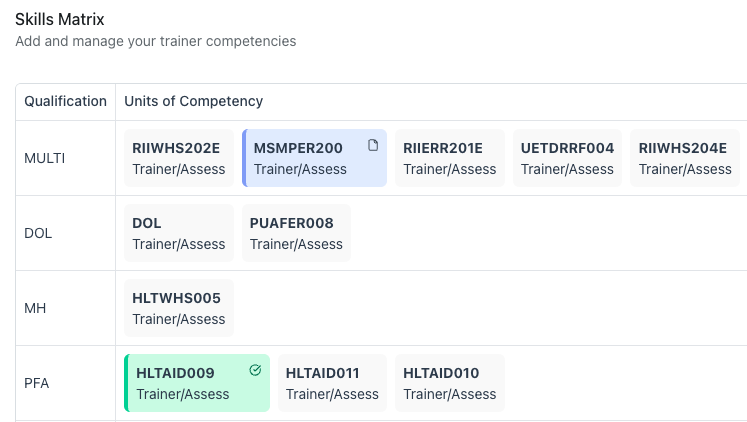 Skills Matrix
Add and manage your trainer competencies
Qualification Units of Competency
MULTI
RIIWHS202E
Trainer/Assess
MSMPER200
Trainer/Assess
RIIERR201E
Trainer/Assess
UETDRRF004
Trainer/Assess
RIIWHS204E
Trainer/Assess
DOL
DOL
Trainer/Assess
PUAFER008
Trainer/Assess
MH
HLTWHS005
Trainer/Assess
PFA
HLTAID009
Trainer/Assess
HLTAID011
Trainer/Assess
HLTAID010
Trainer/Assess